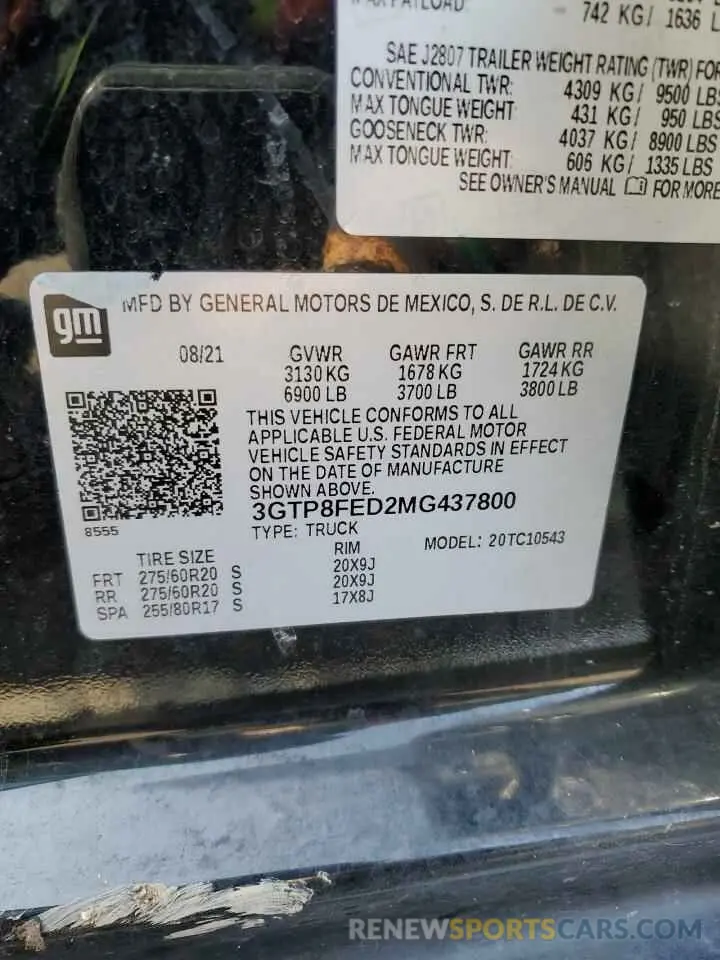 742 KG/ 1636
SAE J2807 TRAILER WEIGHT RATING (TWR) FOR
CONVENTIONAL TWR: 4309 KG/ 9500 LBS
MAX TONGUE WEIGHT 431 KG/ 950 LBS
GOOSENECK TWR: 4037 KG/ 8900 LBS
MAX TONGUE WEIGHT: 606 KG/ 1335 LBS
SEE OWNER'S MANUAL FOR MORE
gm MFD BY GENERAL MOTORS DE MEXICO, S. DE R.L. DE C.V.
08/21 GVWR GAWR FRT GAWR RR
3130 KG 1678 KG 1724 KG
6900 LB 3700 LB 3800 LB
THIS VEHICLE CONFORMS TO ALL
APPLICABLE U.S. FEDERAL MOTOR
VEHICLE SAFETY STANDARDS IN EFFECT
ON THE DATE OF MANUFACTURE
SHOWN ABOVE.
3GTP8FED2MG437800
8555
TYPE: TRUCK MODEL: 20TC10543
TIRE SIZE RIM
FRT 275/60R20 S 20X9J
RR 275/60R20 S 20X9J
SPA 255/80R17 S 17X8J
RENEWSPORTSCARS.COM